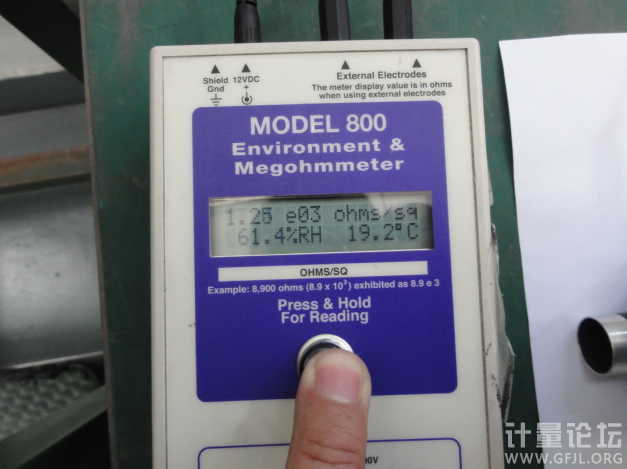 Shield
Gnd
12VDC
+
External Electrodes
The meter display value is in ohms
when using external electrodes
MODEL 800
Environment &
Megohmmeter
1.25 e03 ohms/sq
61.4%RH 19.2°C
OHMS/SQ
Example: 8,900 ohms (8.9 x 10³) exhibited as 8.9 e 3
Press & Hold
For Reading
计量论坛
WWW.GFJL.ORG